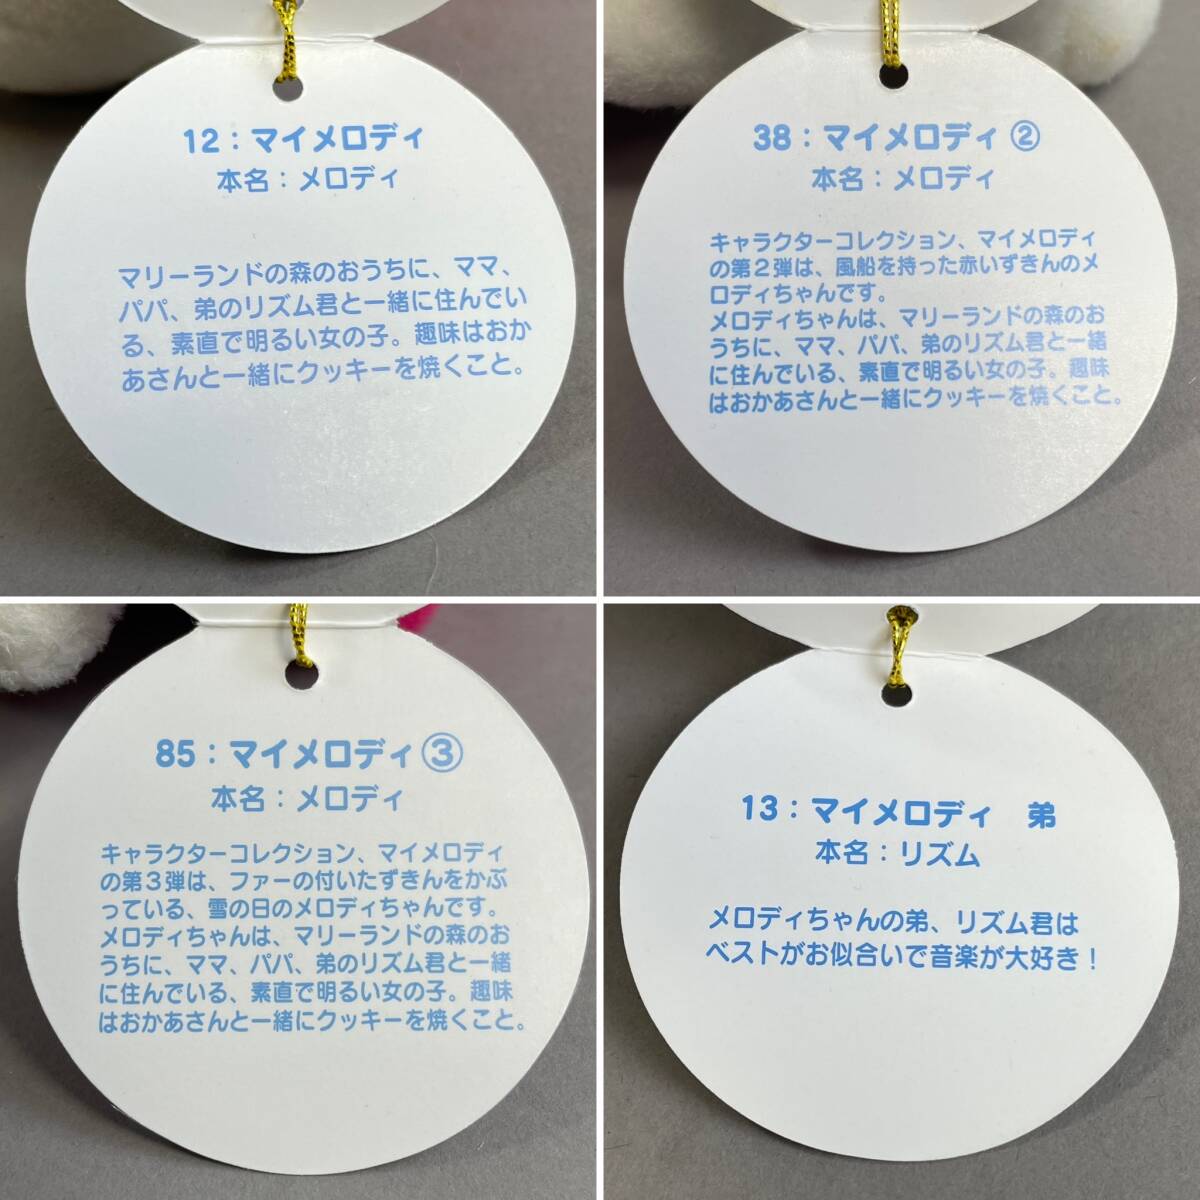 12：マイメロディ
本名：メロディ
マリーランドの森のおうちに、ママ、
パパ、弟のリズム君と一緒に住んでい
る、素直で明るい女の子。趣味はおか
あさんと一緒にクッキーを焼くこと。
38：マイメロディ②
本名：メロディ
キャラクターコレクション、マイメロディ
の第２弾は、風船を持った赤いずきんのメ
ロディちゃんです。
メロディちゃんは、マリーランドの森のお
うちに、ママ、パパ、弟のリズム君と一緒
に住んでいる、素直で明るい女の子。趣味
はおかあさんと一緒にクッキーを焼くこと。
85：マイメロディ③
本名：メロディ
キャラクターコレクション、マイメロディ
の第３弾は、ファーの付いたずきんをかぶ
っている、雪の日のメロディちゃんです。
メロディちゃんは、マリーランドの森のお
うちに、ママ、パパ、弟のリズム君と一緒
に住んでいる、素直で明るい女の子。趣味
はおかあさんと一緒にクッキーを焼くこと。
13：マイメロディ　弟
本名：リズム
メロディちゃんの弟、リズム君は
ベストがお似合いで音楽が大好き！